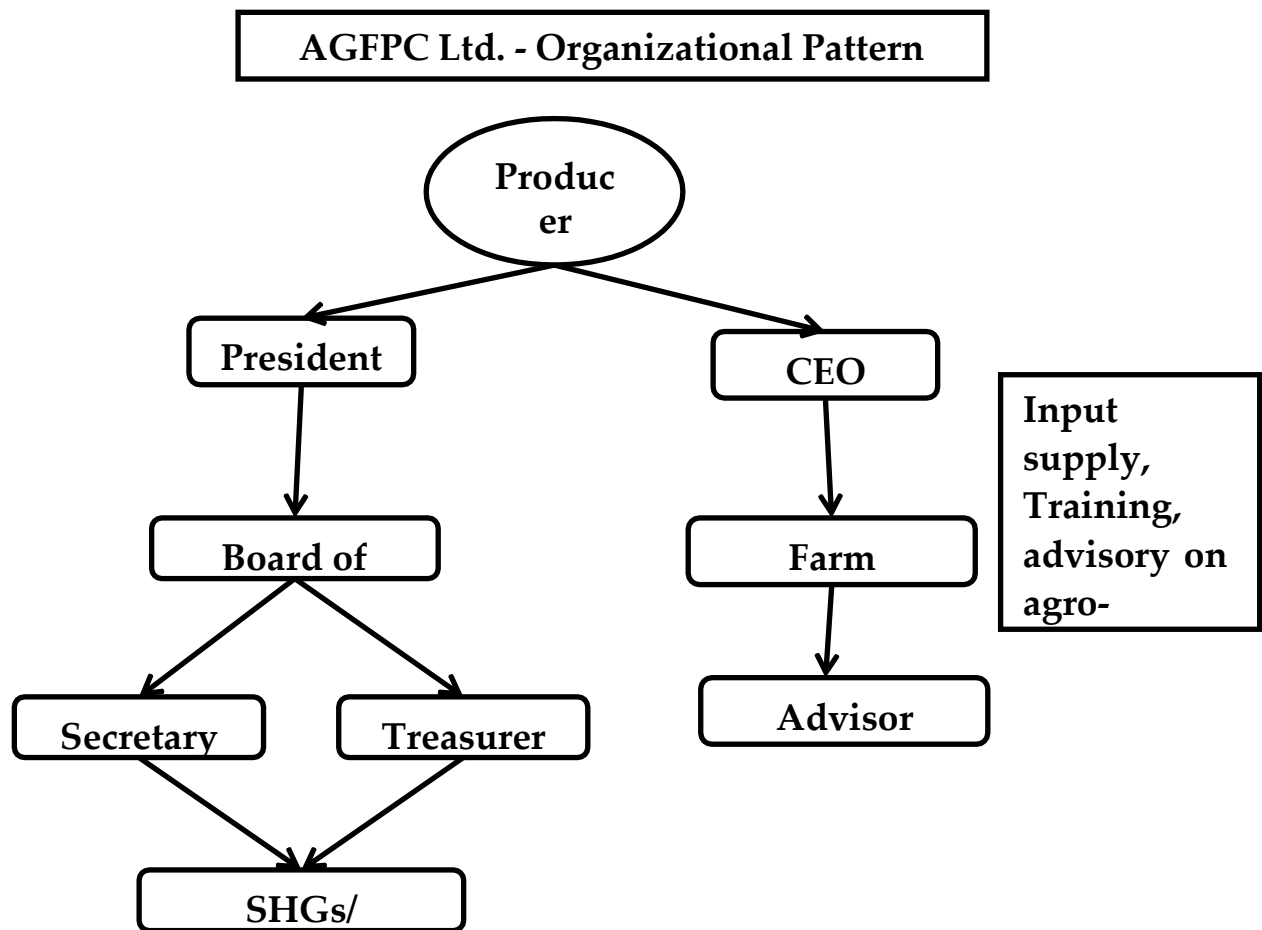 AGFPC Ltd. - Organizational Pattern
Produc
er
President
CEO
Input
supply,
Training,
advisory on
agro-
Board of
Farm
Secretary
Treasurer
Advisor
SHGs/